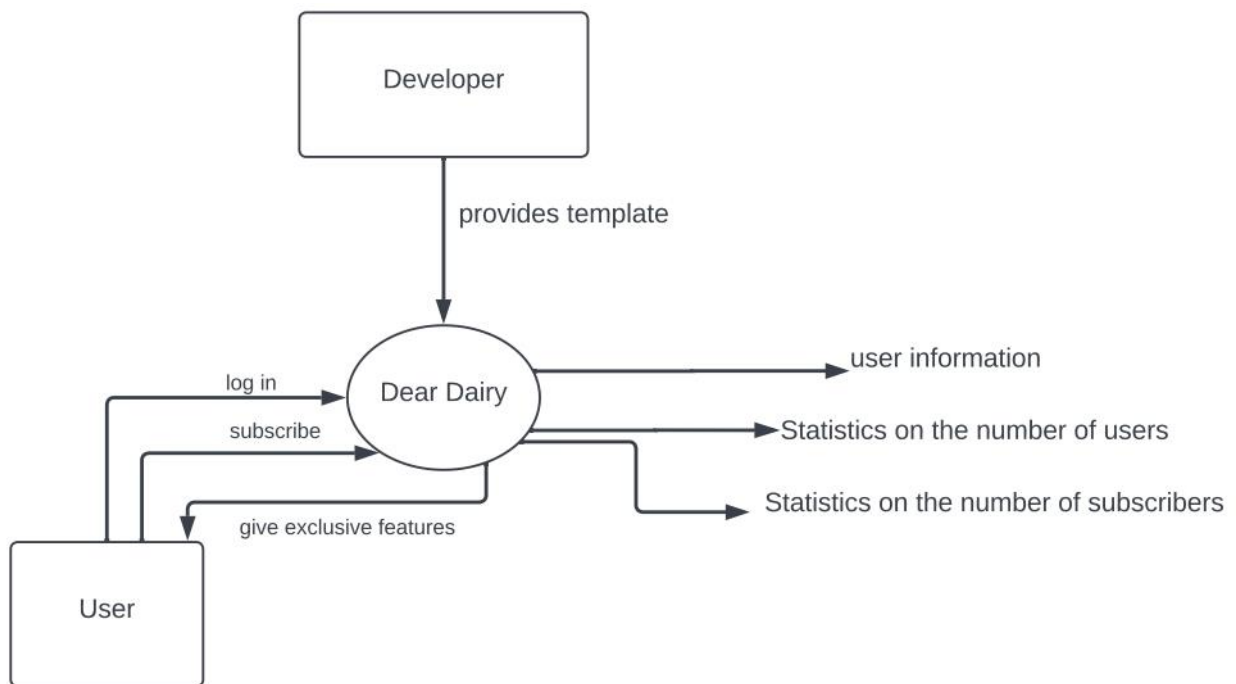 Developer
provides template
user information
log in
Dear Dairy
subscribe
Statistics on the number of users
Statistics on the number of subscribers
give exclusive features
User